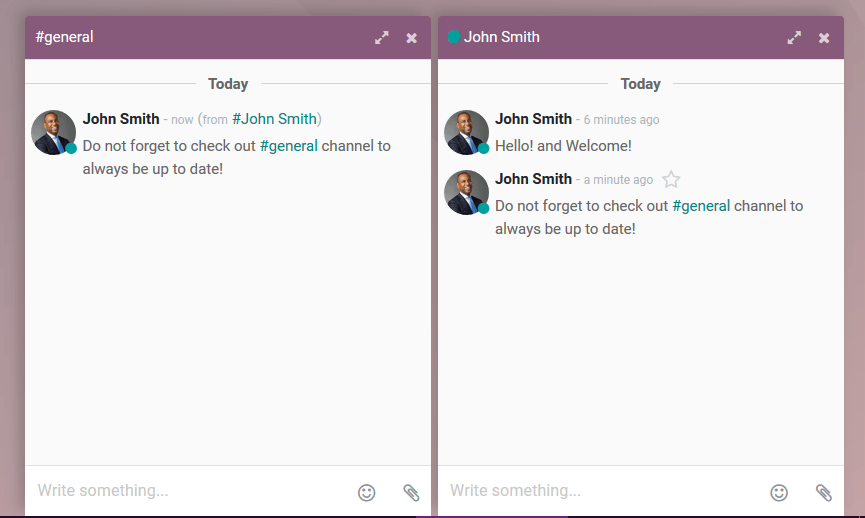 #general
Today
John Smith - now (from #John Smith)
Do not forget to check out #general channel to
always be up to date!
Write something...
John Smith
Today
John Smith - 6 minutes ago
Hello! and Welcome!
John Smith - a minute ago
Do not forget to check out #general channel to
always be up to date!
Write something...